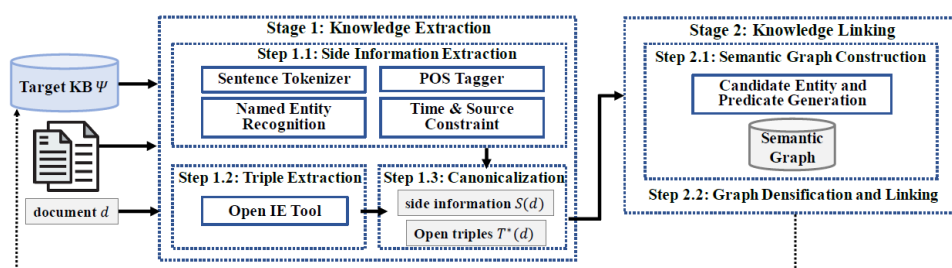 Stage 1: Knowledge Extraction
Step 1.1: Side Information Extraction
Sentence Tokenizer
POS Tagger
Named Entity
Recognition
Time & Source
Constraint
Target KB Ψ
document d
Step 1.2: Triple Extraction
Open IE Tool
Step 1.3: Canonicalization
side information S(d)
Open triples T*(d)
Stage 2: Knowledge Linking
Step 2.1: Semantic Graph Construction
Candidate Entity and
Predicate Generation
Semantic
Graph
Step 2.2: Graph Densification and Linking